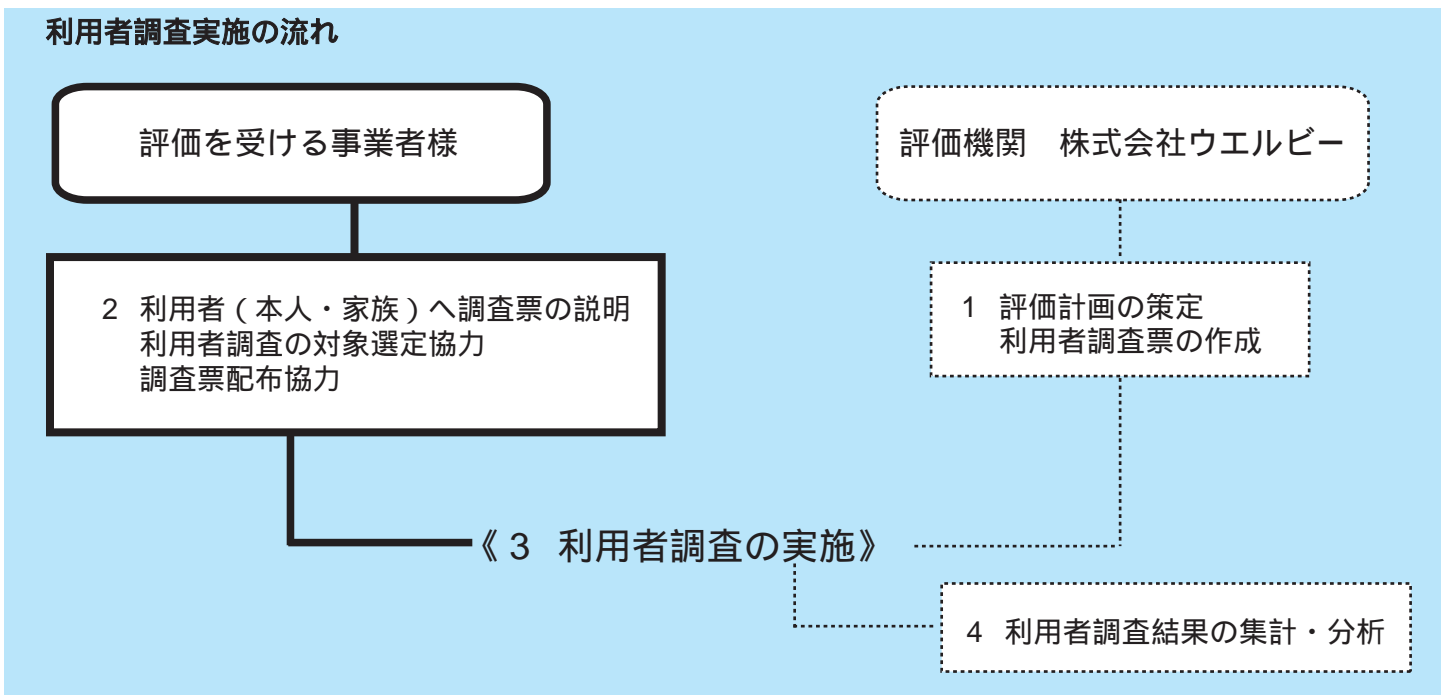 利用者調査実施の流れ
評価を受ける事業者様
評価機関　株式会社ウエルビー
2 利用者（本人・家族）へ調査票の説明
利用者調査の対象選定協力
調査票配布協力
1 評価計画の策定
利用者調査票の作成
《3 利用者調査の実施》
4 利用者調査結果の集計・分析